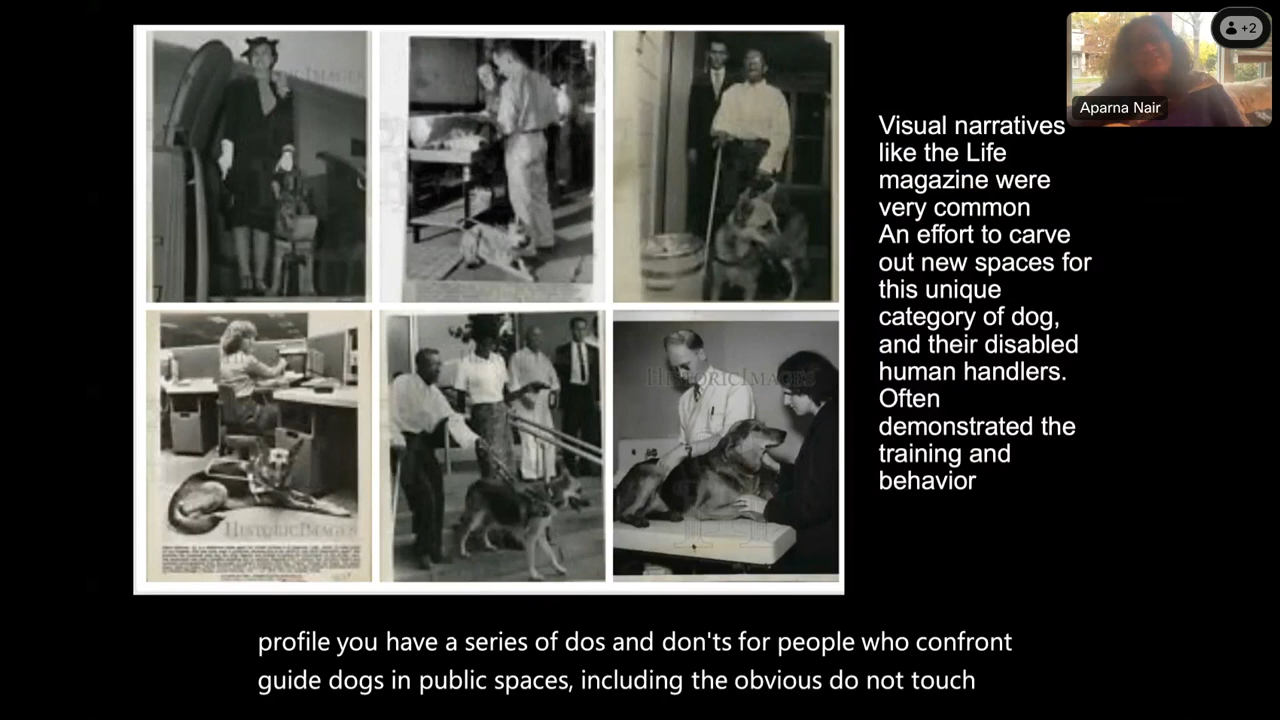 +2
Aparna Nair
Visual narratives
like the Life
magazine were
very common
An effort to carve
out new spaces for
this unique
category of dog,
and their disabled
human handlers.
Often
demonstrated the
training and
behavior
HISTORICIMAGES
HISTORICIMAGES
profile you have a series of dos and don'ts for people who confront
guide dogs in public spaces, including the obvious do not touch